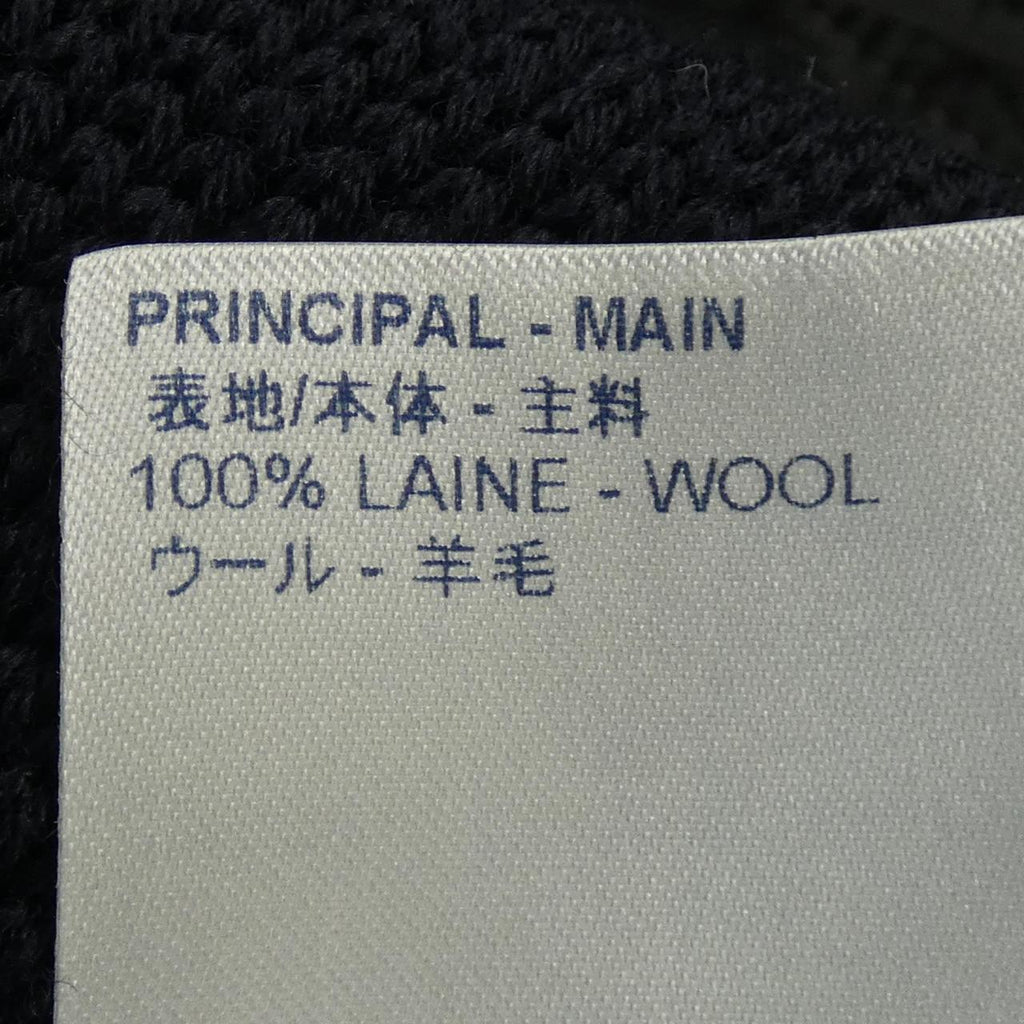 PRINCIPAL - MAIN
表地/本体 - 主料
100% LAINE - WOOL
ウール - 羊毛